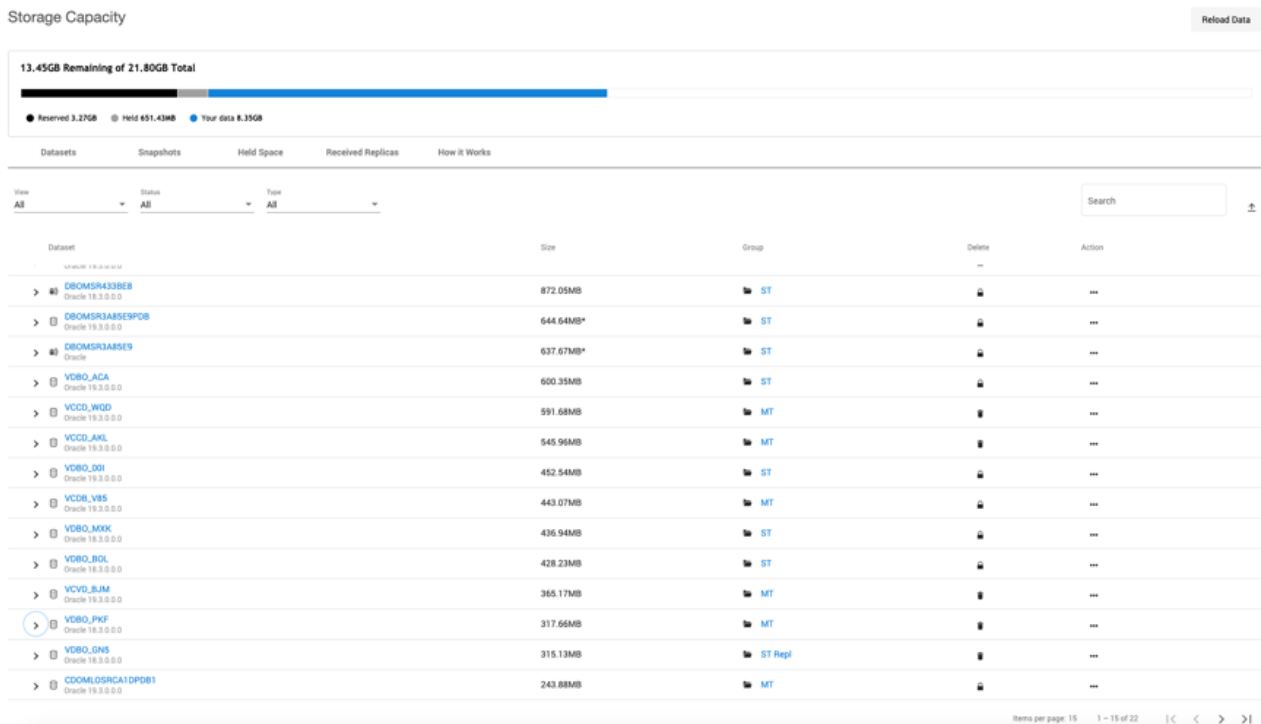 Storage Capacity
Reload Data
13.45GB Remaining of 21.80GB Total
Reserved 3.27GB Held 651.43MB Your data 8.35GB
Datasets Snapshots Held Space Received Replicas How it Works
View Status Type
All All All
Search
Dataset Size Group Delete Action
Oracle 19.3.0.0.0
DBOMSR433BE8 872.05MB ST
Oracle 18.3.0.0.0
DBOMSR3A85E9PDB 644.64MB* ST
Oracle 19.3.0.0.0
DBOMSR3A85E9 637.67MB* ST
Oracle
VDBO_ACA 600.35MB ST
Oracle 19.3.0.0.0
VCCD_WQD 591.68MB MT
Oracle 19.3.0.0.0
VCCD_AKL 545.96MB MT
Oracle 19.3.0.0.0
VDBO_D0I 452.54MB ST
Oracle 19.3.0.0.0
VCDB_V85 443.07MB MT
Oracle 19.3.0.0.0
VDBO_MXK 436.94MB ST
Oracle 18.3.0.0.0
VDBO_BOL 428.23MB ST
Oracle 18.3.0.0.0
VCVD_BJM 365.17MB MT
Oracle 19.3.0.0.0
VDBO_PKF 317.66MB MT
Oracle 18.3.0.0.0
VDBO_GNS 315.13MB ST Repl
Oracle 18.3.0.0.0
CDOMLOSRCA1DPDB1 243.88MB MT
Oracle 19.3.0.0.0
Items per page: 15 1 – 15 of 22